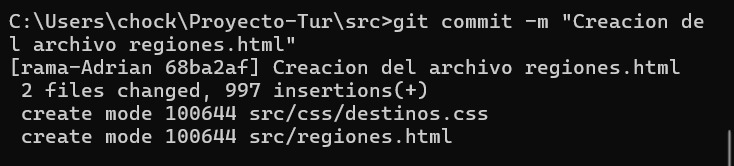 C:\Users\chock\Proyecto-Tur\src>git commit -m "Creacion de
l archivo regiones.html"
[rama-Adrian 68ba2af] Creacion del archivo regiones.html
 2 files changed, 997 insertions(+)
 create mode 100644 src/css/destinos.css
 create mode 100644 src/regiones.html